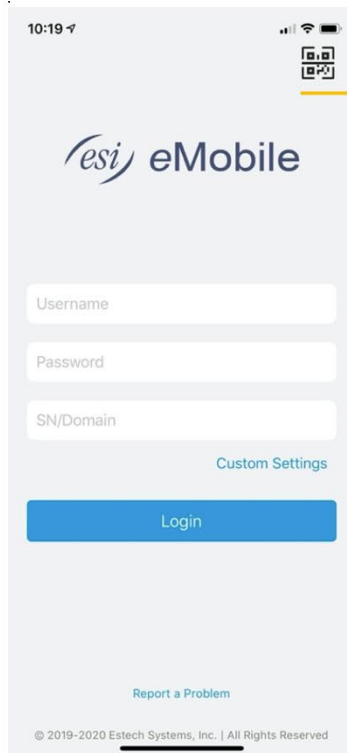 10:19
esi eMobile
Username
Password
SN/Domain
Custom Settings
Login
Report a Problem
© 2019-2020 Estech Systems, Inc. | All Rights Reserved